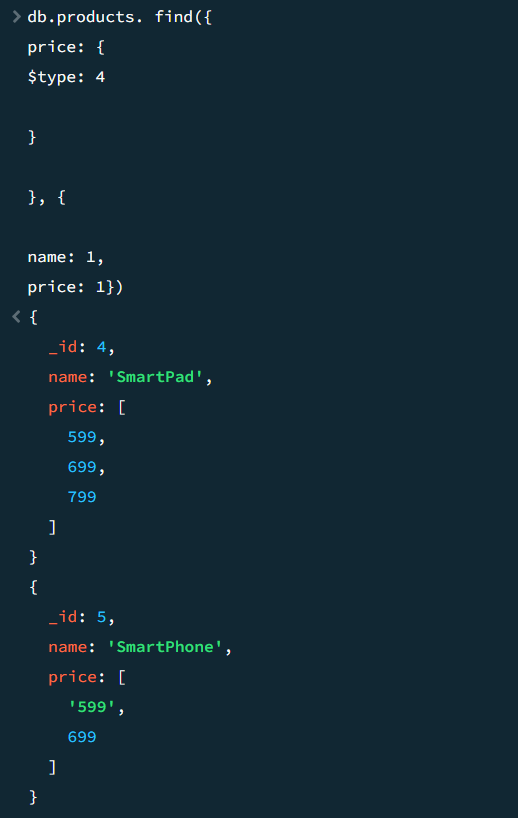 db.products. find({
price: {
$type: 4
}
}, {
name: 1,
price: 1})
{
_id: 4,
name: 'SmartPad',
price: [
599,
699,
799
]
}
{
_id: 5,
name: 'SmartPhone',
price: [
'599',
699
]
}